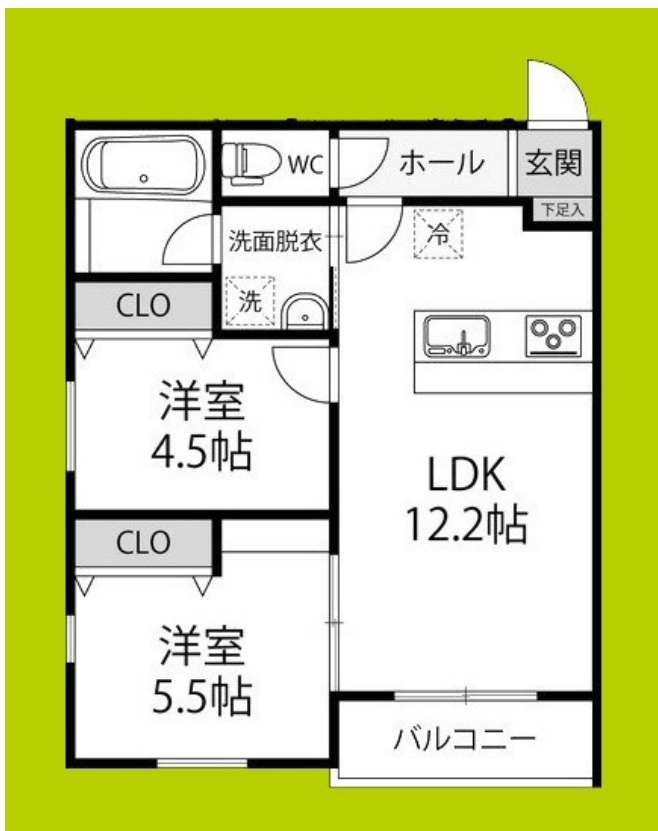 WC
ホール
玄関
下足入
洗面脱衣
冷
洗
CLO
洋室
4.5帖
LDK
12.2帖
CLO
洋室
5.5帖
バルコニー